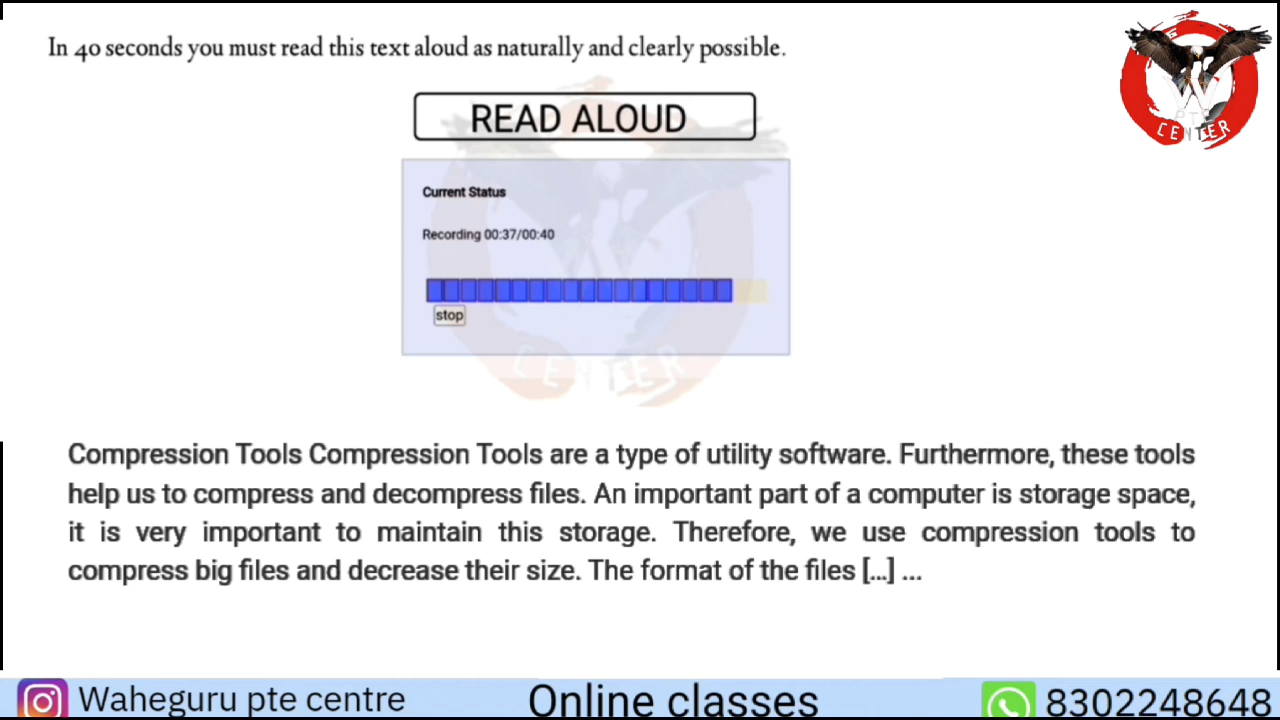 In 40 seconds you must read this text aloud as naturally and clearly possible.
PTE
CENTER
READ ALOUD
Current Status
Recording 00:37/00:40
stop
CENTER
Compression Tools Compression Tools are a type of utility software. Furthermore, these tools
help us to compress and decompress files. An important part of a computer is storage space,
it is very important to maintain this storage. Therefore, we use compression tools to
compress big files and decrease their size. The format of the files [...] ...
Waheguru pte centre
Online classes
8302248648